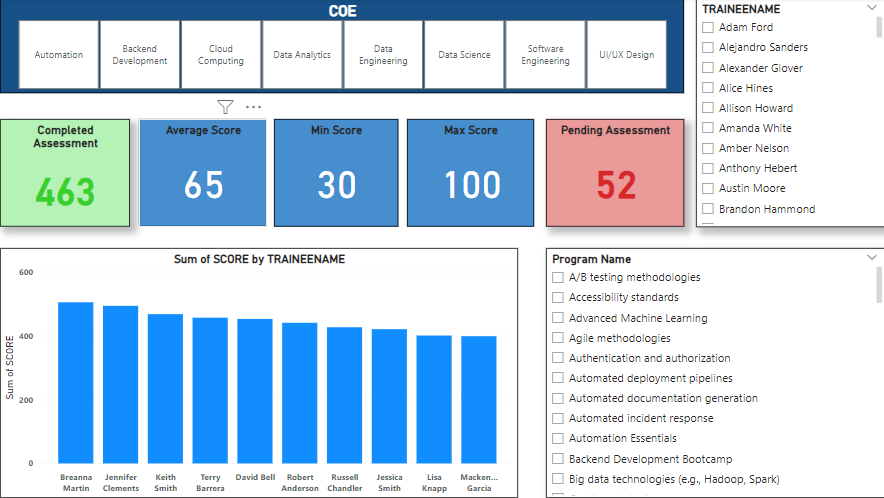 COE
Automation
Backend
Development
Cloud
Computing
Data Analytics
Data
Engineering
Data Science
Software
Engineering
UI/UX Design
TRAINEENAME
Adam Ford
Alejandro Sanders
Alexander Glover
Alice Hines
Allison Howard
Amanda White
Amber Nelson
Anthony Hebert
Austin Moore
Brandon Hammond
Completed
Assessment
463
Average Score
65
Min Score
30
Max Score
100
Pending Assessment
52
Sum of SCORE by TRAINEENAME
Sum of SCORE
600
400
200
0
Breanna
Martin
Jennifer
Clements
Keith
Smith
Terry
Barrera
David Bell
Robert
Anderson
Russell
Chandler
Jessica
Smith
Lisa
Knapp
Macken...
Garcia
Program Name
A/B testing methodologies
Accessibility standards
Advanced Machine Learning
Agile methodologies
Authentication and authorization
Automated deployment pipelines
Automated documentation generation
Automated incident response
Automation Essentials
Backend Development Bootcamp
Big data technologies (e.g., Hadoop, Spark)